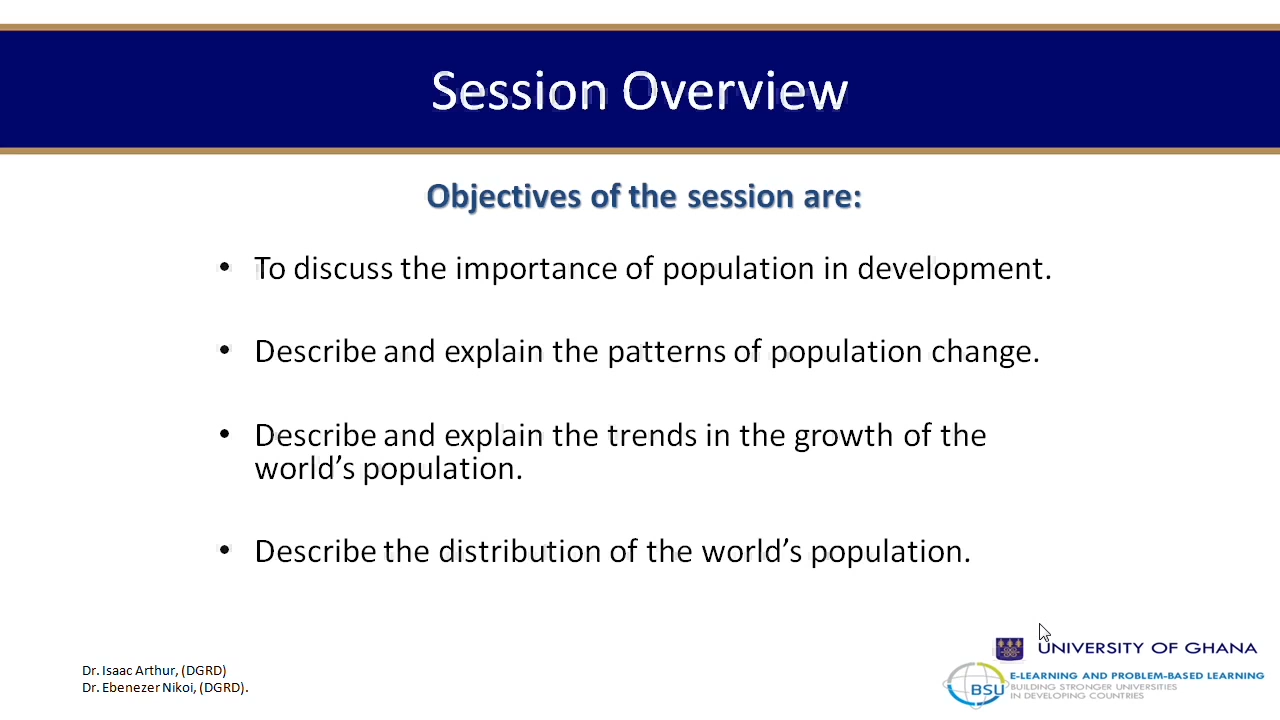 Session Overview
Objectives of the session are:
• To discuss the importance of population in development.
• Describe and explain the patterns of population change.
• Describe and explain the trends in the growth of the
world’s population.
• Describe the distribution of the world’s population.
Dr. Isaac Arthur, (DGRD)
Dr. Ebenezer Nikoi, (DGRD).
UNIVERSITY OF GHANA
BSU
E-LEARNING AND PROBLEM-BASED LEARNING
BUILDING STRONGER UNIVERSITIES
IN DEVELOPING COUNTRIES